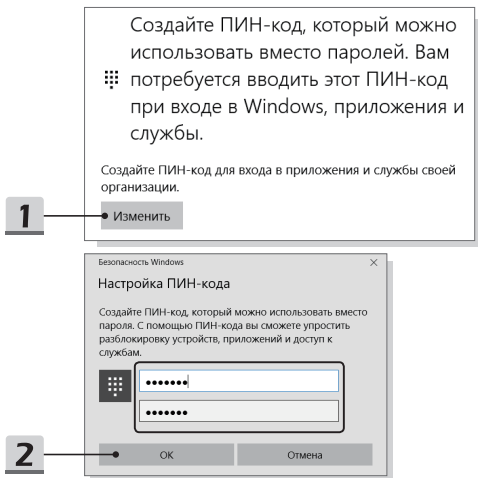 Создайте ПИН-код, который можно
использовать вместо паролей. Вам
потребуется вводить этот ПИН-код
при входе в Windows, приложения и
службы.
Создайте ПИН-код для входа в приложения и службы своей
организации.
1
Изменить
Безопасность Windows
Настройка ПИН-кода
Создайте ПИН-код, который можно использовать вместо
пароля. С помощью ПИН-кода вы сможете упростить
разблокировку устройств, приложений и доступ к
службам.
•••••••
•••••••
2
ОК
Отмена